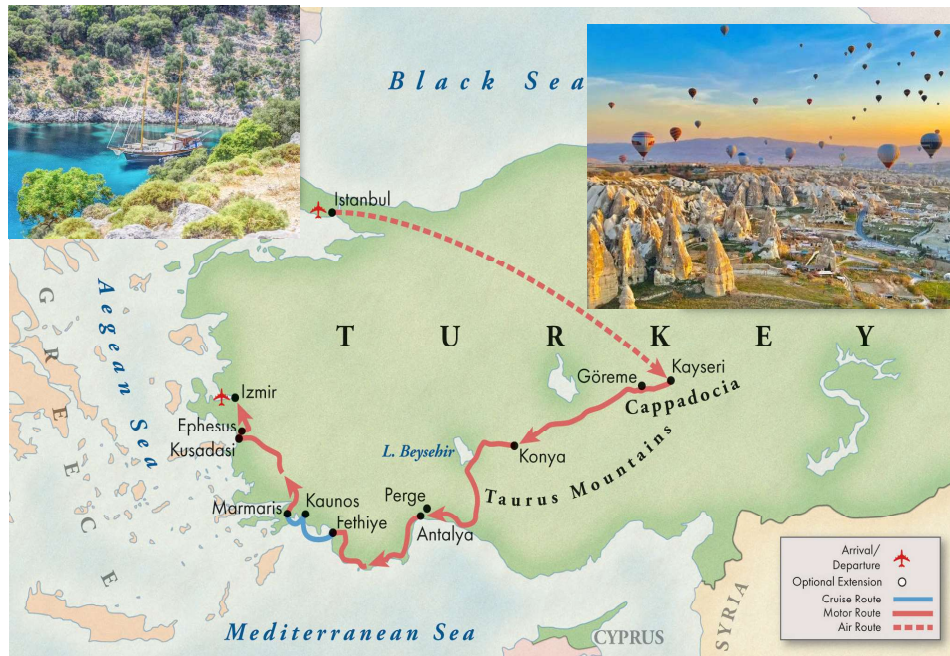 Black Sea
Istanbul
Aegean Sea
GREECE
TURKEY
Göreme
Kayseri
Cappadocia
Izmir
Ephesus
Kusadasi
L. Beysehir
Konya
Taurus Mountains
Marmaris
Kaunos
Fethiye
Perge
Antalya
Mediterranean Sea
CYPRUS
SYRIA
Arrival/
Departure
Optional Extension
Cruise Route
Motor Route
Air Route